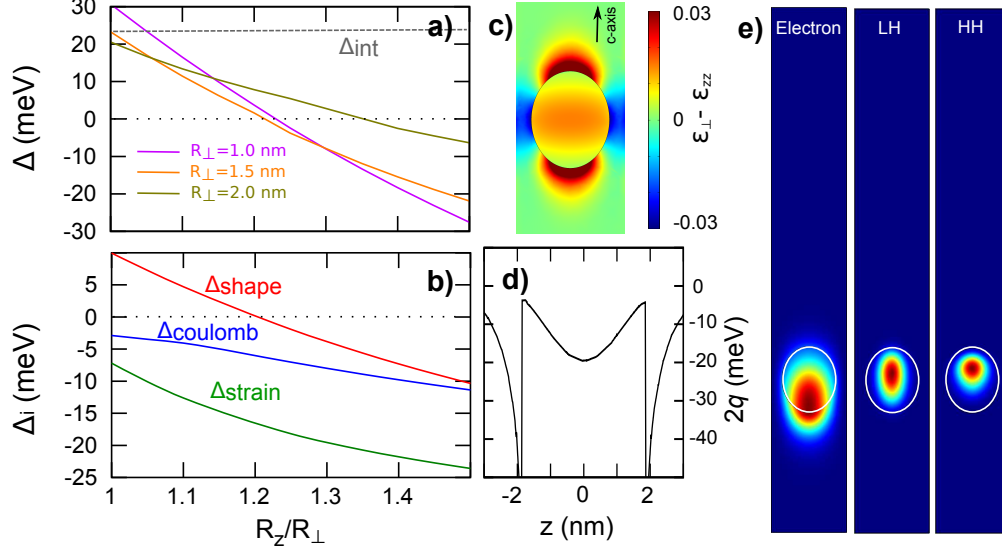 a)
Δint
Δ (meV)
30
20
10
0
-10
-20
30
R⊥=1.0 nm
R⊥=1.5 nm
R⊥=2.0 nm
b)
Δshape
Δcoulomb
Δstrain
Δi (meV)
5
0
-5
-10
-15
-20
-25
1
1.1
1.2
1.3
1.4
Rz/R⊥
c)
c-axis
0.03
0
-0.03
ε⊥- εzz
d)
0
-10
-20
-30
-40
2q (meV)
-2
0
2
z (nm)
e)
Electron
LH
HH